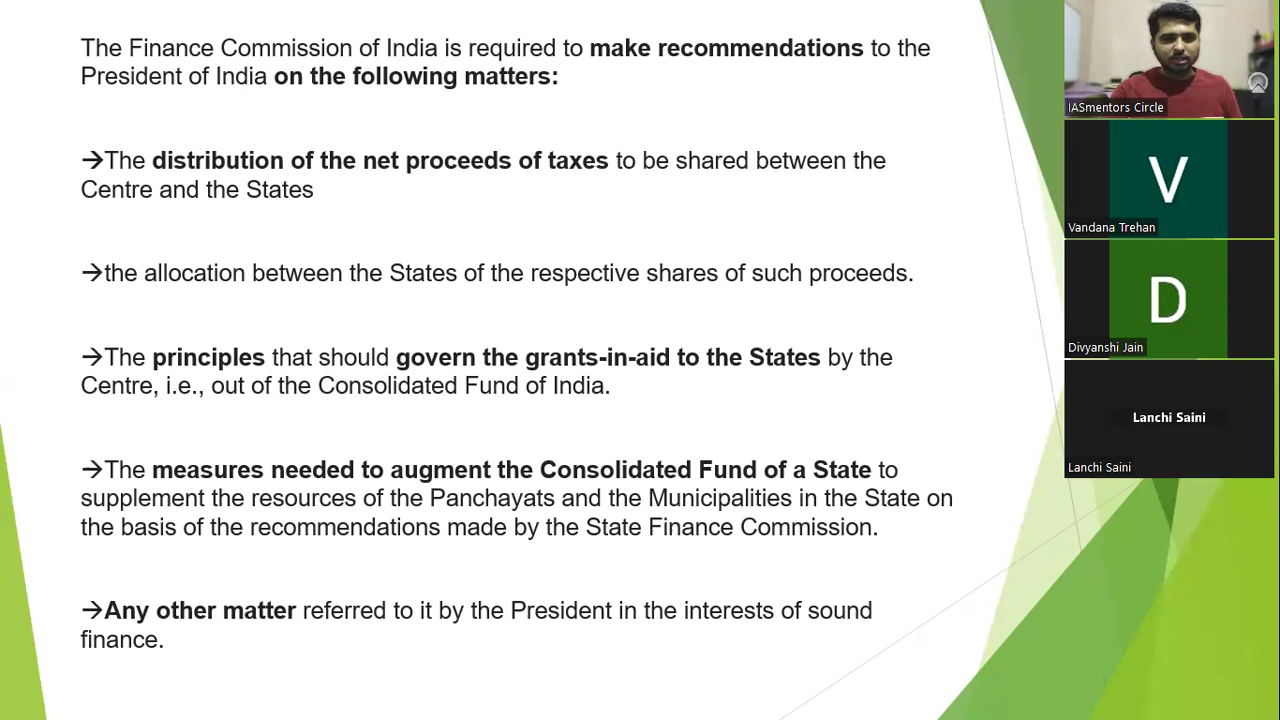 The Finance Commission of India is required to make recommendations to the
President of India on the following matters:
→The distribution of the net proceeds of taxes to be shared between the
Centre and the States
→the allocation between the States of the respective shares of such proceeds.
→The principles that should govern the grants-in-aid to the States by the
Centre, i.e., out of the Consolidated Fund of India.
→The measures needed to augment the Consolidated Fund of a State to
supplement the resources of the Panchayats and the Municipalities in the State on
the basis of the recommendations made by the State Finance Commission.
→Any other matter referred to it by the President in the interests of sound
finance.
IASmentors Circle
V
Vandana Trehan
D
Divyanshi Jain
Lanchi Saini
Lanchi Saini